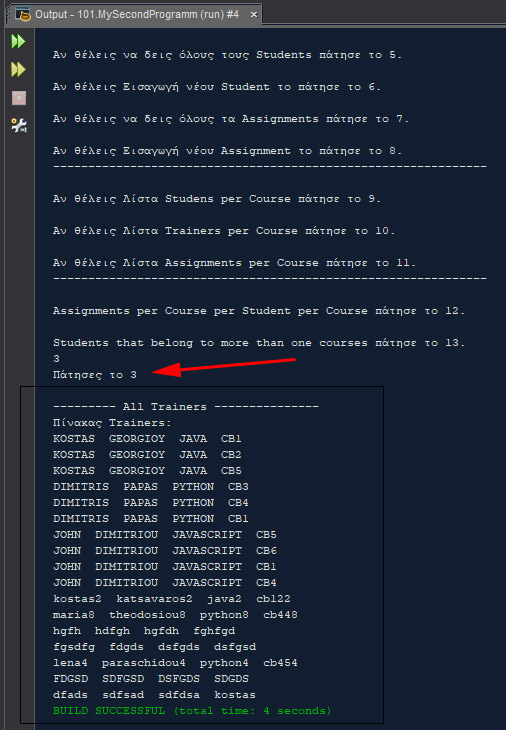 Output - 101.MySecondProgramm (run) #4
Αν θέλεις να δεις όλους τους Students πάτησε το 5.
Αν θέλεις Εισαγωγή νέου Student το πάτησε το 6.
Αν θέλεις να δεις όλους τα Assignments πάτησε το 7.
Αν θέλεις Εισαγωγή νέου Assignment το πάτησε το 8.
---------------------------------------------------------------
Αν θέλεις Λίστα Studens per Course πάτησε το 9.
Αν θέλεις Λίστα Trainers per Course πάτησε το 10.
Αν θέλεις Λίστα Assignments per Course πάτησε το 11.
---------------------------------------------------------------
Assignments per Course per Student per Course πάτησε το 12.
Students that belong to more than one courses πάτησε το 13.
3
Πάτησες το 3
--------- All Trainers ---------------
Πίνακας Trainers:
KOSTAS GEORGIOY JAVA CB1
KOSTAS GEORGIOY JAVA CB2
KOSTAS GEORGIOY JAVA CB5
DIMITRIS PAPAS PYTHON CB3
DIMITRIS PAPAS PYTHON CB4
DIMITRIS PAPAS PYTHON CB1
JOHN DIMITRIOU JAVASCRIPT CB5
JOHN DIMITRIOU JAVASCRIPT CB6
JOHN DIMITRIOU JAVASCRIPT CB1
JOHN DIMITRIOU JAVASCRIPT CB4
kostas2 katsavaros2 java2 cb122
maria8 theodosiou8 python8 cb448
hgfh hdfgh hgfdh fghfgd
fgsdfg fdgds dsfgds dsfgsd
lena4 paraschidou4 python4 cb454
FDGSD SDFGSD DSFGDS SDGDS
dfads sdfsad sdfdsa kostas
BUILD SUCCESSFUL (total time: 4 seconds)